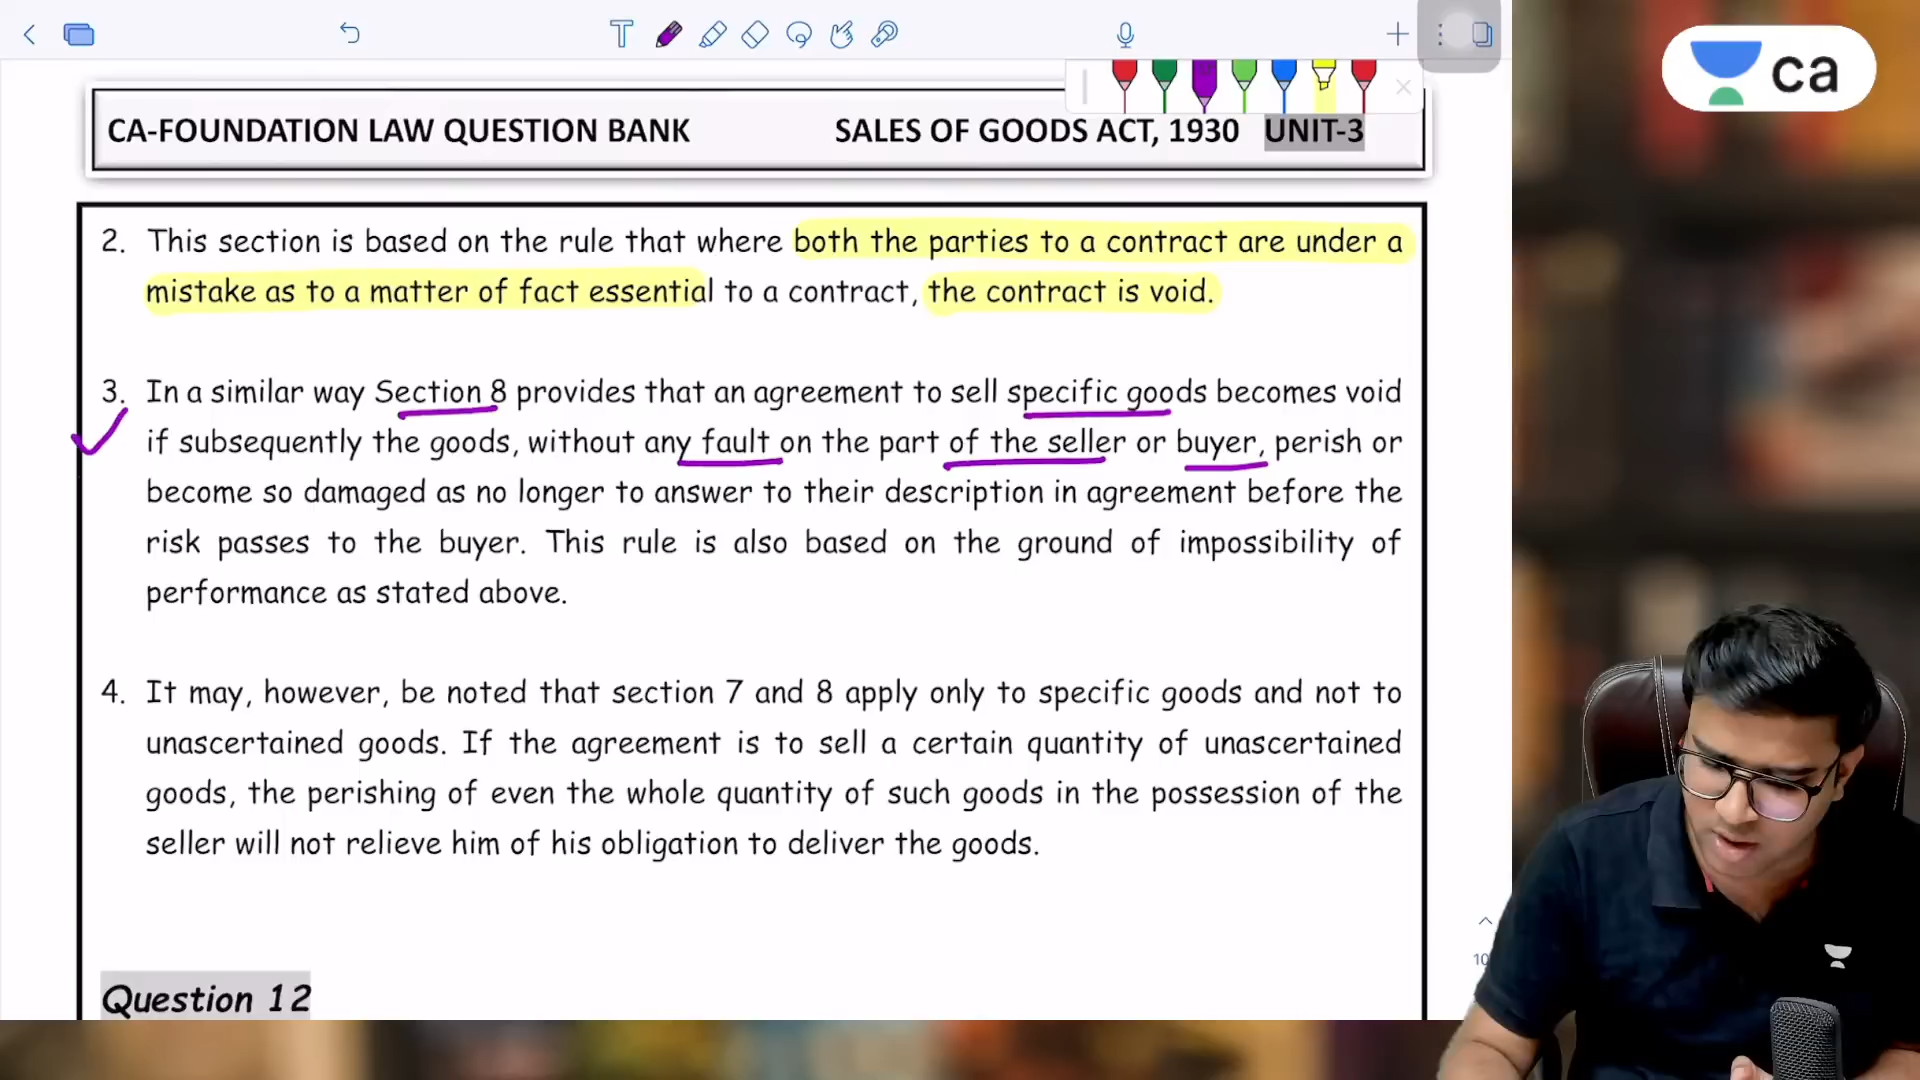 ca
CA-FOUNDATION LAW QUESTION BANK SALES OF GOODS ACT, 1930 UNIT-3
2. This section is based on the rule that where both the parties to a contract are under a
mistake as to a matter of fact essential to a contract, the contract is void.
3. In a similar way Section 8 provides that an agreement to sell specific goods becomes void
if subsequently the goods, without any fault on the part of the seller or buyer, perish or
become so damaged as no longer to answer to their description in agreement before the
risk passes to the buyer. This rule is also based on the ground of impossibility of
performance as stated above.
4. It may, however, be noted that section 7 and 8 apply only to specific goods and not to
unascertained goods. If the agreement is to sell a certain quantity of unascertained
goods, the perishing of even the whole quantity of such goods in the possession of the
seller will not relieve him of his obligation to deliver the goods.
Question 12